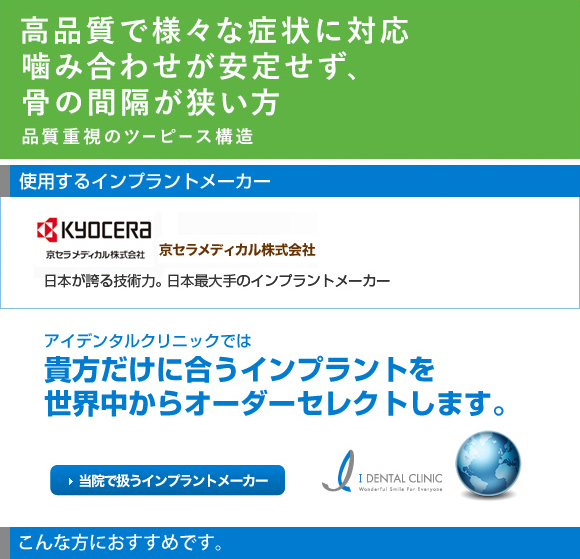 高品質で様々な症状に対応
噛み合わせが安定せず、
骨の間隔が狭い方
品質重視のツーピース構造
使用するインプラントメーカー
KYOCERA
京セラメディカル株式会社
京セラメディカル株式会社
日本が誇る技術力。日本最大手のインプラントメーカー
アイデンタルクリニックでは
貴方だけに合うインプラントを
世界中からオーダーセレクトします。
当院で扱うインプラントメーカー
I DENTAL CLINIC
Wonderful Smile For Everyone
こんな方におすすめです。